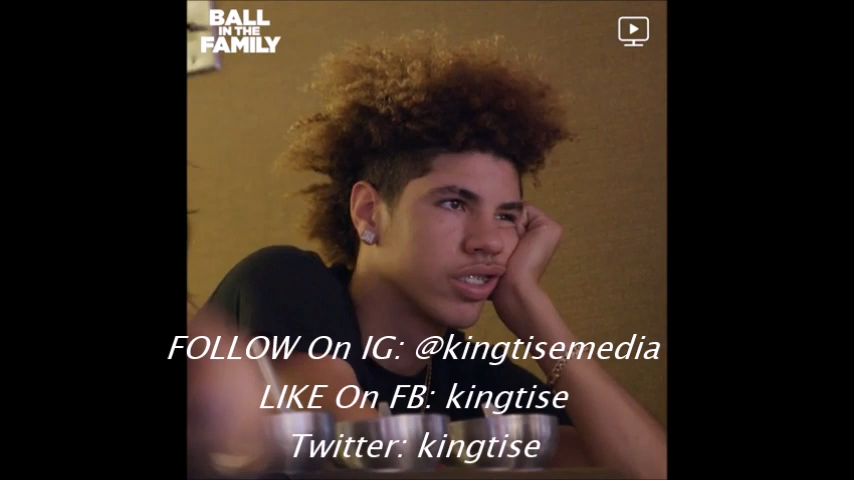 BALL
IN THE
FAMILY
FOLLOW On IG: @kingtisemedia
LIKE On FB: kingtise
Twitter: kingtise